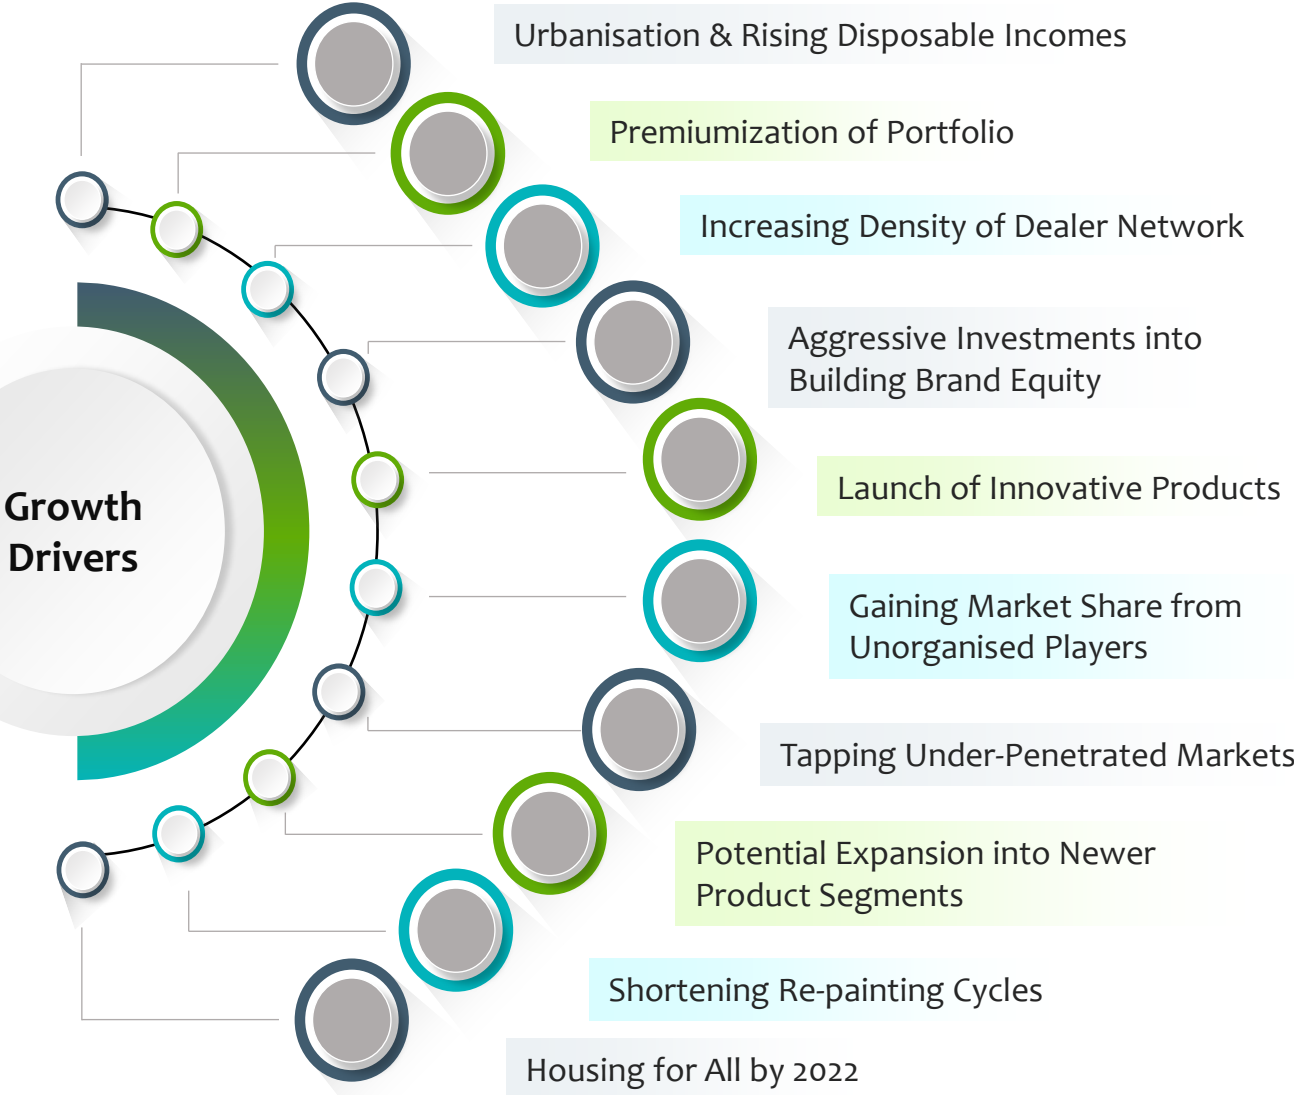 Urbanisation & Rising Disposable Incomes
Premiumization of Portfolio
Increasing Density of Dealer Network
Aggressive Investments into
Building Brand Equity
Launch of Innovative Products
Growth
Drivers
Gaining Market Share from
Unorganised Players
Tapping Under-Penetrated Markets
Potential Expansion into Newer
Product Segments
Shortening Re-painting Cycles
Housing for All by 2022